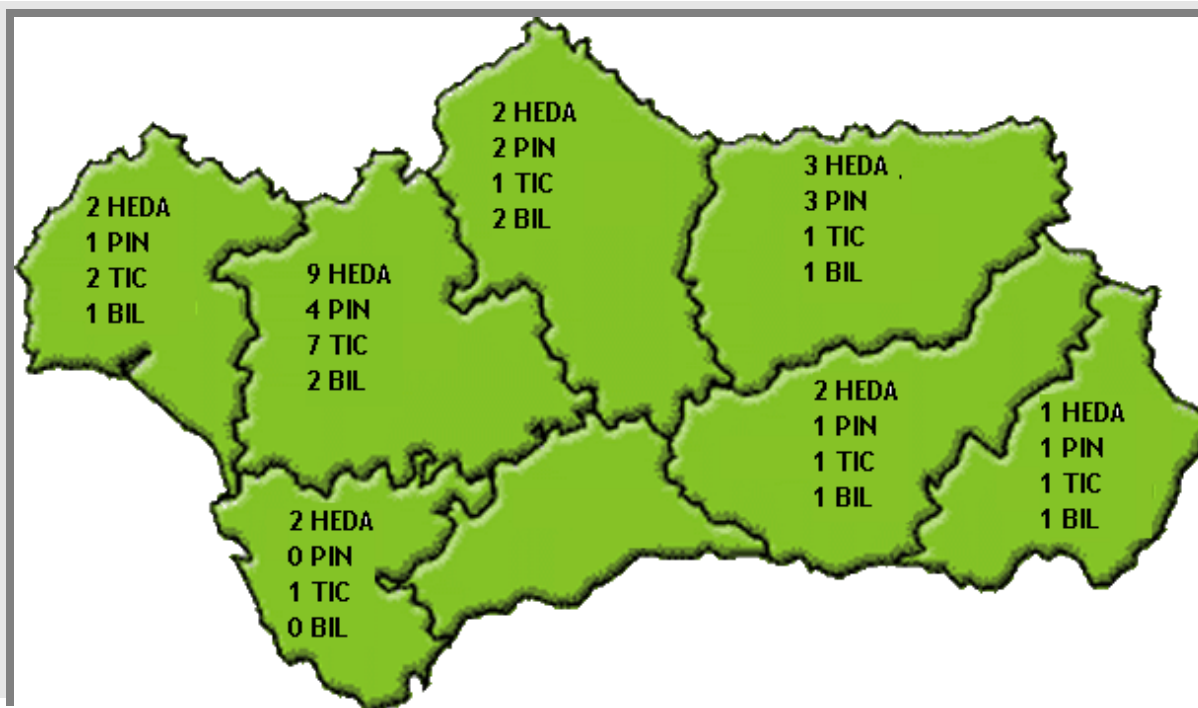 2 HEDA
1 PIN
2 TIC
1 BIL
9 HEDA
4 PIN
7 TIC
2 BIL
2 HEDA
2 PIN
1 TIC
2 BIL
3 HEDA
3 PIN
1 TIC
1 BIL
2 HEDA
1 PIN
1 TIC
1 BIL
1 HEDA
1 PIN
1 TIC
1 BIL
2 HEDA
0 PIN
1 TIC
0 BIL